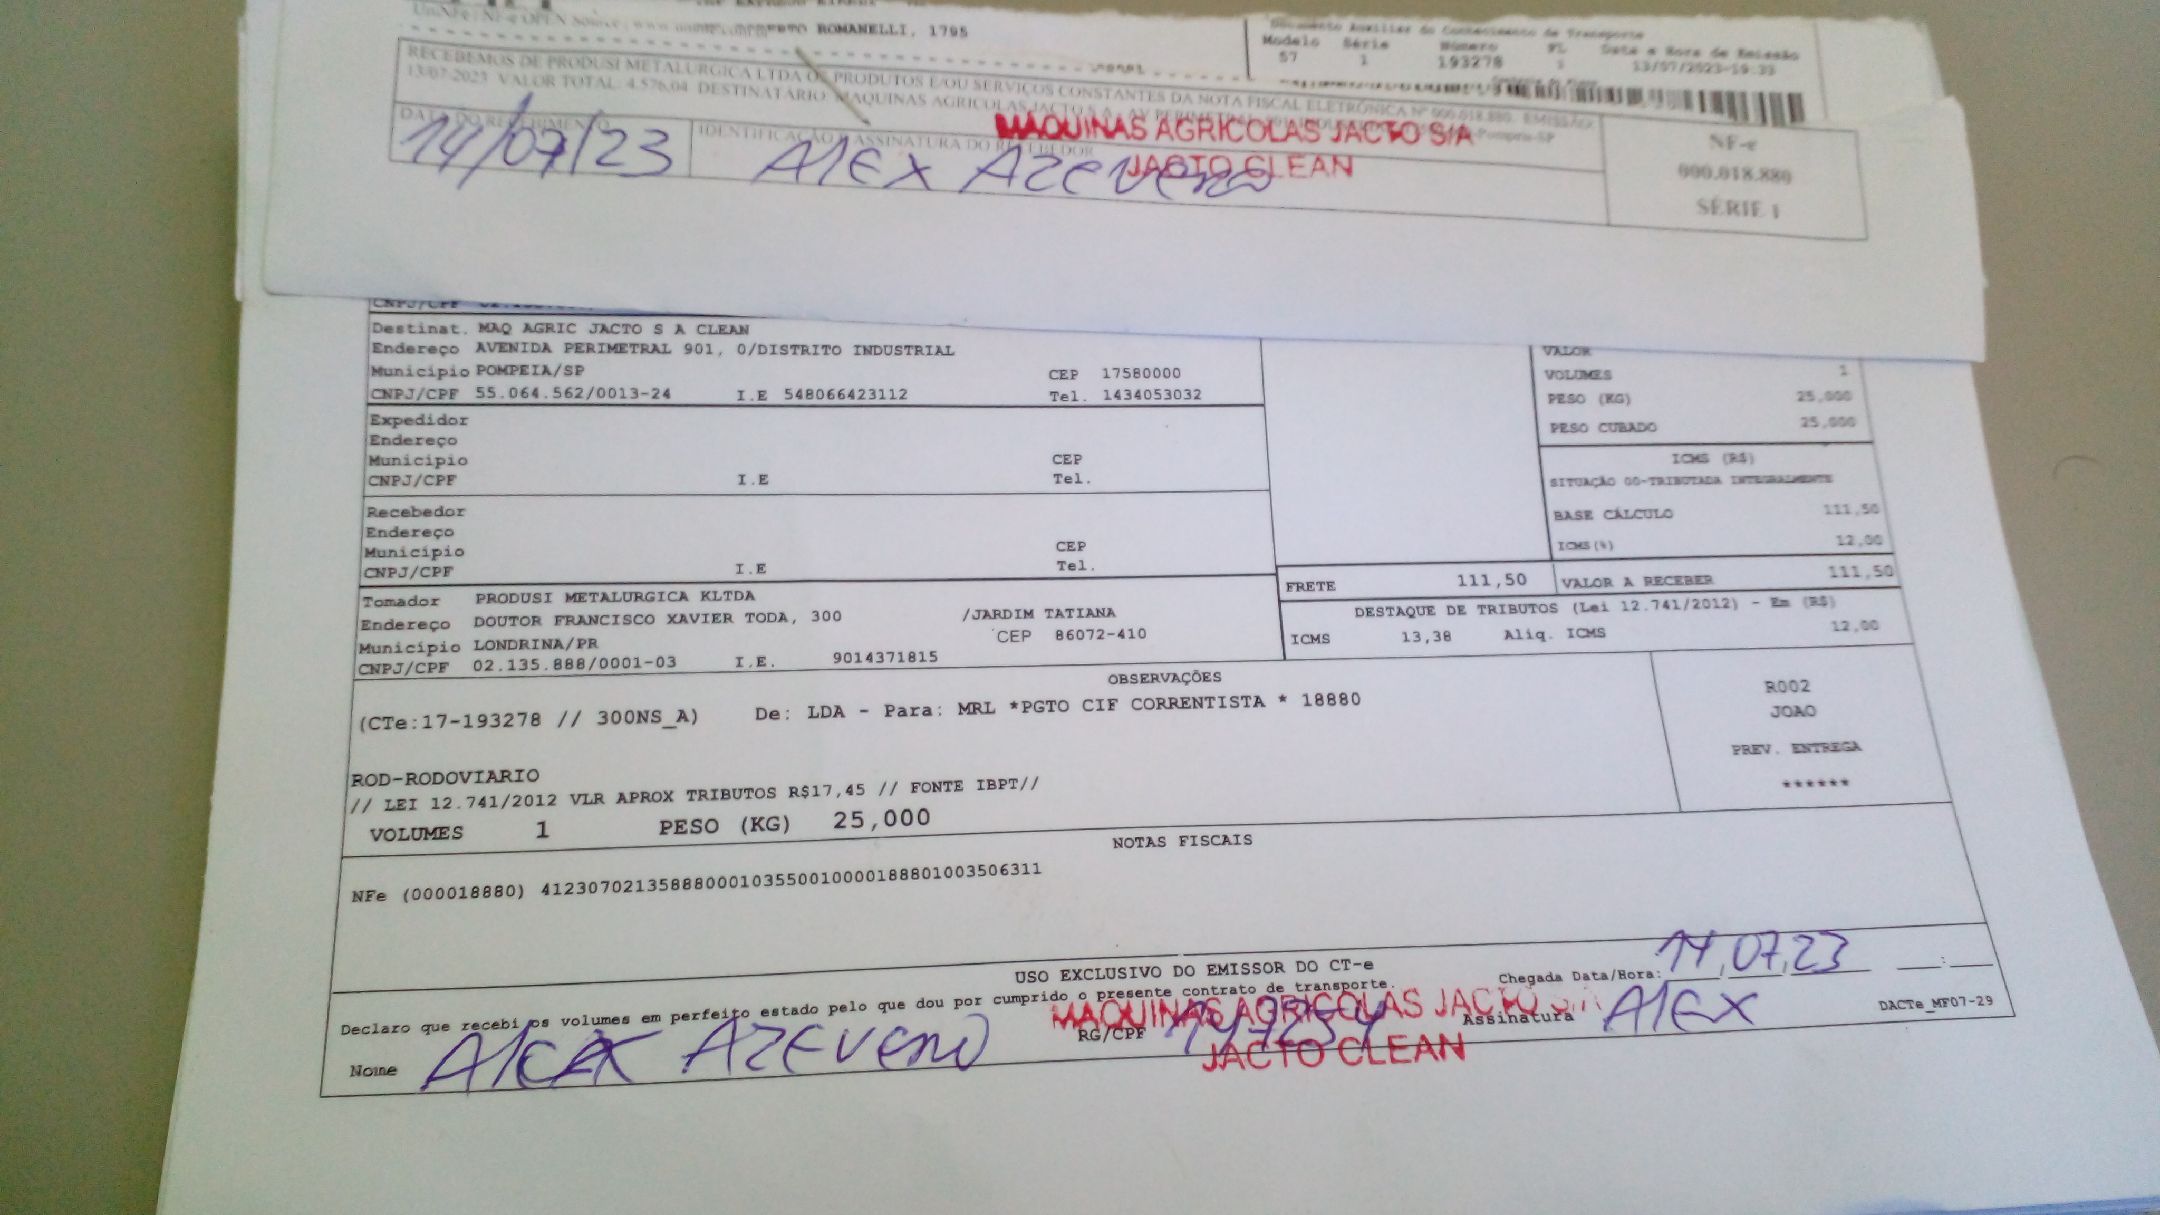 ROMANELLI, 1795
Documento Auxiliar do Conhecimento de Transporte
Modelo Série Número FL Data e Hora de Emissão
57 1 193278 1 13/07/2023-19:33
RECEBEMOS DE PRODUSI METALURGICA LTDA OS PRODUTOS E/OU SERVIÇOS CONSTANTES DA NOTA FISCAL ELETRÔNICA Nº 000.018.880. EMISSÃO:
13/07/2023 VALOR TOTAL: 4.576,04 DESTINATÁRIO: MAQUINAS AGRICOLAS JACTO S A
DATA DO RECEBIMENTO
14/07/23
IDENTIFICAÇÃO E ASSINATURA DO RECEBEDOR
Alex Azeveno
MAQUINAS AGRICOLAS JACTO S/A
JACTO CLEAN
NF-e
000.018.880
SÉRIE 1
CNPJ/CPF
Destinat. MAQ AGRIC JACTO S A CLEAN
Endereço AVENIDA PERIMETRAL 901, 0/DISTRITO INDUSTRIAL
Município POMPEIA/SP CEP 17580000
CNPJ/CPF 55.064.562/0013-24 I.E 548066423112 Tel. 1434053032
Expedidor
Endereço
Município CEP
CNPJ/CPF I.E Tel.
Recebedor
Endereço
Município CEP
CNPJ/CPF I.E Tel.
Tomador PRODUSI METALURGICA KLTDA
Endereço DOUTOR FRANCISCO XAVIER TODA, 300 /JARDIM TATIANA
Município LONDRINA/PR CEP 86072-410
CNPJ/CPF 02.135.888/0001-03 I.E. 9014371815
VALOR
VOLUMES 1
PESO (KG) 25,000
PESO CUBADO 25,000
ICMS (R$)
SITUAÇÃO 00-TRIBUTADA INTEGRALMENTE
BASE CÁLCULO 111,50
ICMS(%) 12,00
FRETE 111,50 VALOR A RECEBER 111,50
DESTAQUE DE TRIBUTOS (Lei 12.741/2012) - Em (R$)
ICMS 13,38 Aliq. ICMS 12,00
OBSERVAÇÕES
(CTe:17-193278 // 300NS_A) De: LDA - Para: MRL *PGTO CIF CORRENTISTA * 18880
ROD-RODOVIARIO
// LEI 12.741/2012 VLR APROX TRIBUTOS R$17,45 // FONTE IBPT//
VOLUMES 1 PESO (KG) 25,000
R002
JOAO
PREV. ENTREGA
******
NOTAS FISCAIS
NFe (000018880) 41230702135888000103550010000188801003506311
USO EXCLUSIVO DO EMISSOR DO CT-e
Declaro que recebi os volumes em perfeito estado pelo que dou por cumprido o presente contrato de transporte.
Chegada Data/Hora: 14,07,23 __:__
MAQUINAS AGRICOLAS JACTO S/A
JACTO CLEAN
Nome Alex Azeveno RG/CPF Assinatura Alex
DACTe_MF07-29